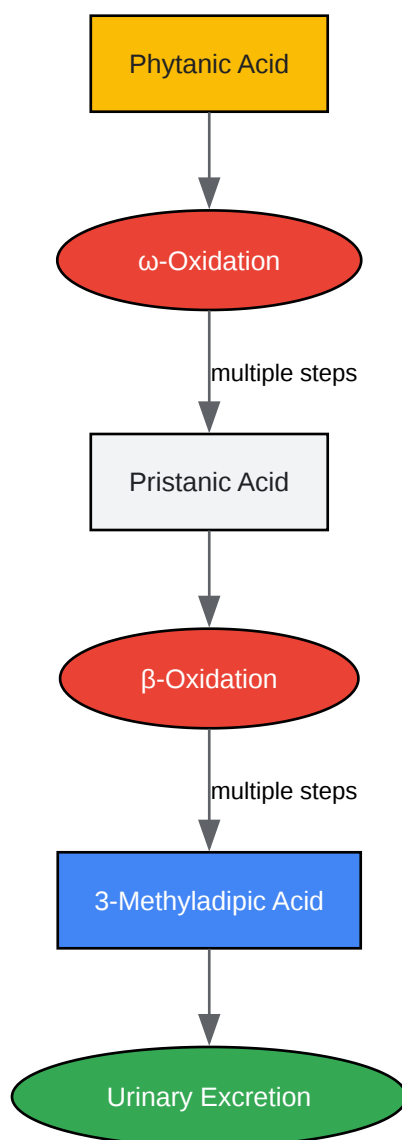 Phytanic Acid
ω-Oxidation
multiple steps
Pristanic Acid
β-Oxidation
multiple steps
3-Methyladipic Acid
Urinary Excretion